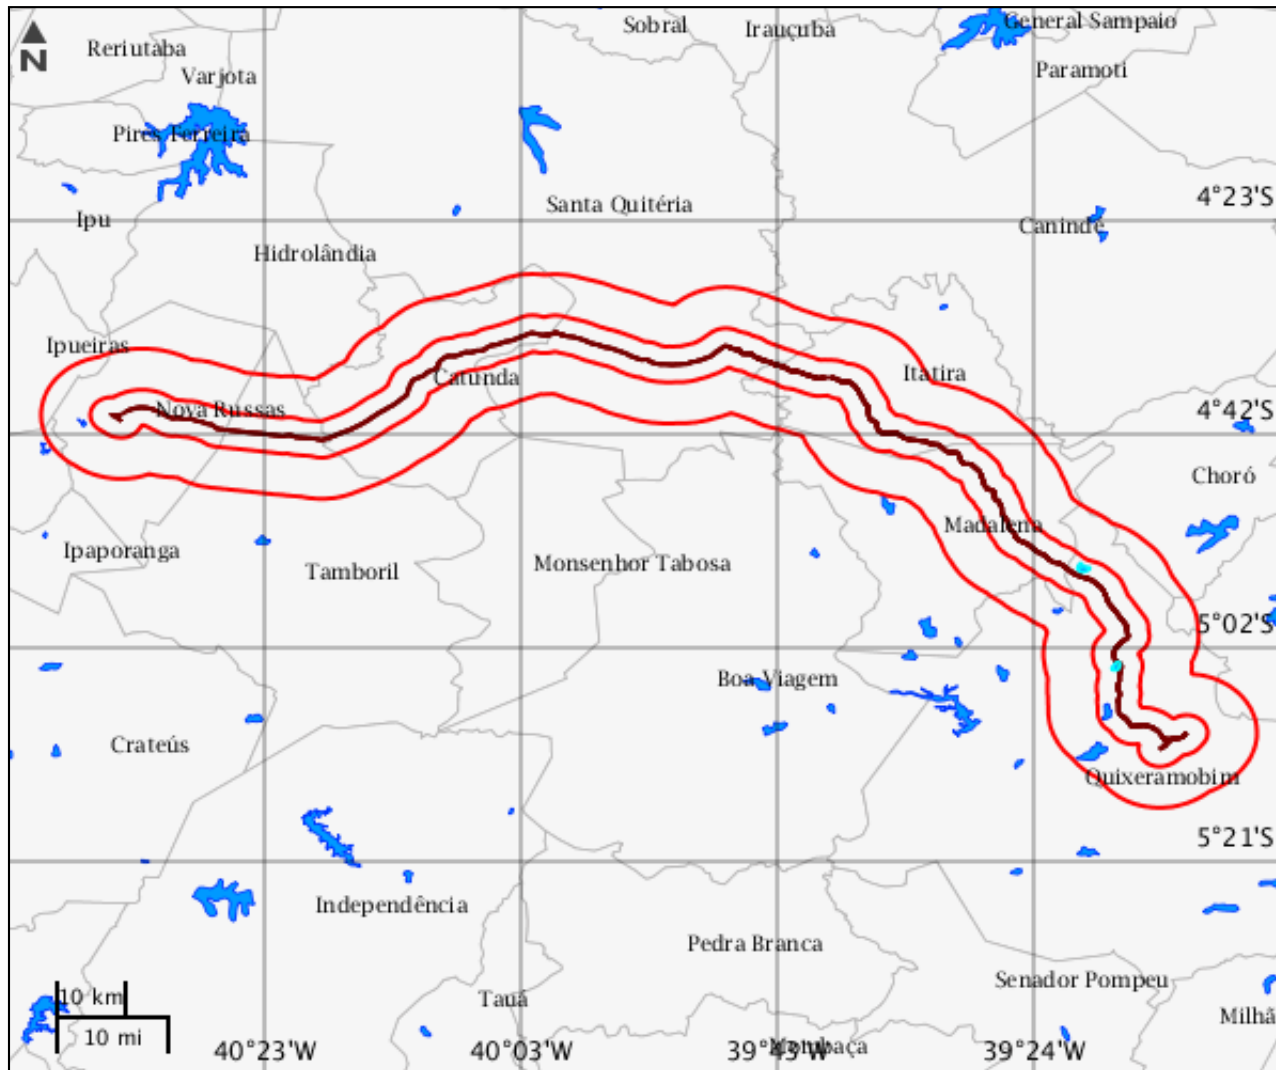 N
Reriutaba
Varjota
Pires Ferreira
Sobral
Irauçuba
General Sampaio
Paramoti
Ipu
Santa Quitéria
4°23'S
Canindé
Hidrolândia
Ipueiras
Nova Russas
Catunda
Itatira
4°42'S
Choró
Madalena
Ipaporanga
Tamboril
Monsenhor Tabosa
5°02'S
Boa Viagem
Crateús
Quixeramobim
5°21'S
Independência
Pedra Branca
Tauá
Senador Pompeu
Milhã
10 km
10 mi
40°23'W
40°03'W
39°43'W
Mombaça
39°24'W